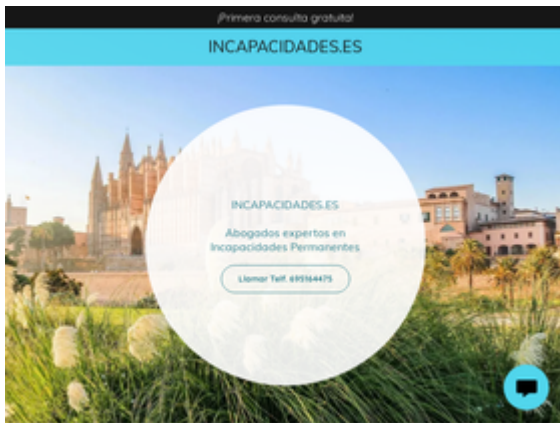 ¡Primera consulta gratuita!
INCAPACIDADES.ES
INCAPACIDADES.ES
Abogados expertos en
Incapacidades Permanentes
Llamar Telf. 695164475